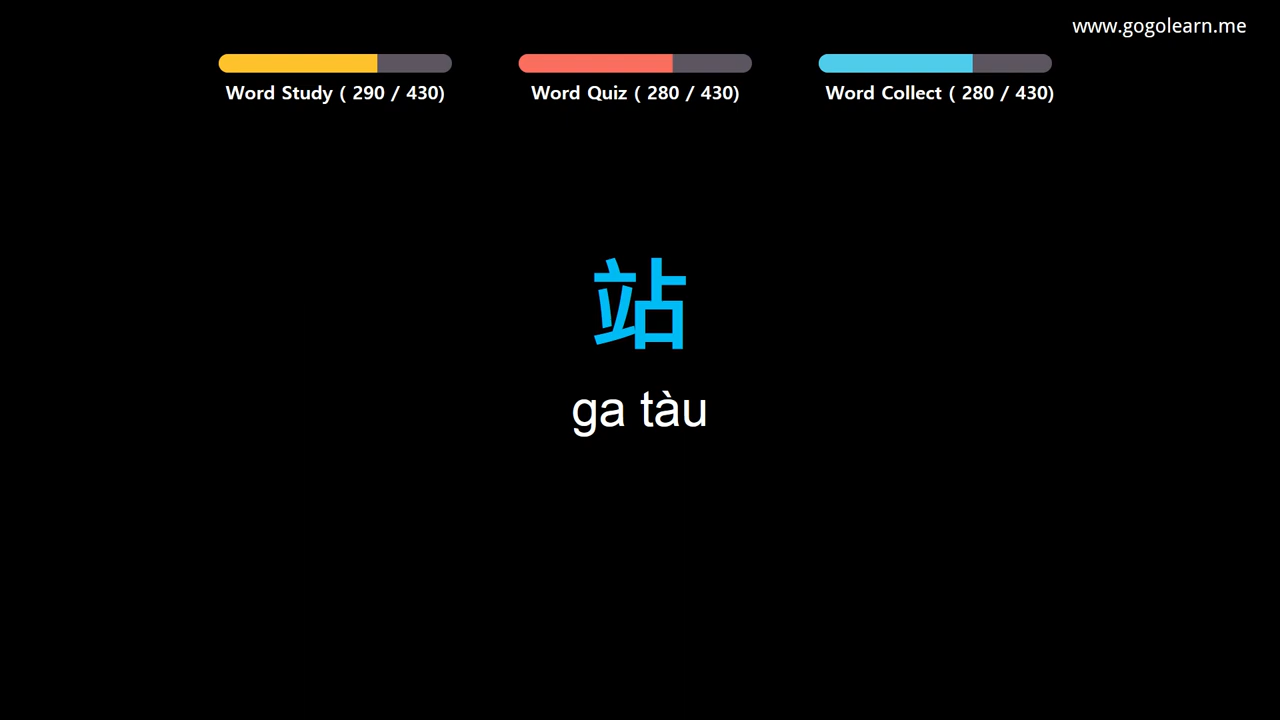 www.gogolearn.me
Word Study ( 290 / 430)
Word Quiz ( 280 / 430)
Word Collect ( 280 / 430)
站
ga tàu